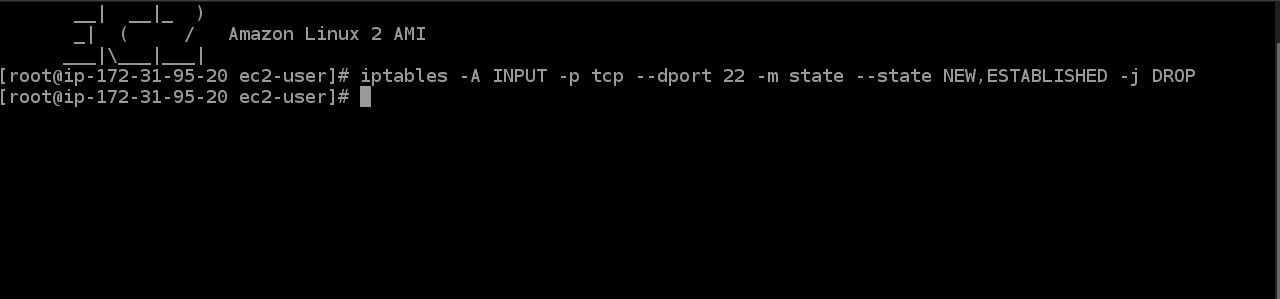 __|  __|_  )
_|  (     /   Amazon Linux 2 AMI
___|\___|___|
[root@ip-172-31-95-20 ec2-user]# iptables -A INPUT -p tcp --dport 22 -m state --state NEW,ESTABLISHED -j DROP
[root@ip-172-31-95-20 ec2-user]#